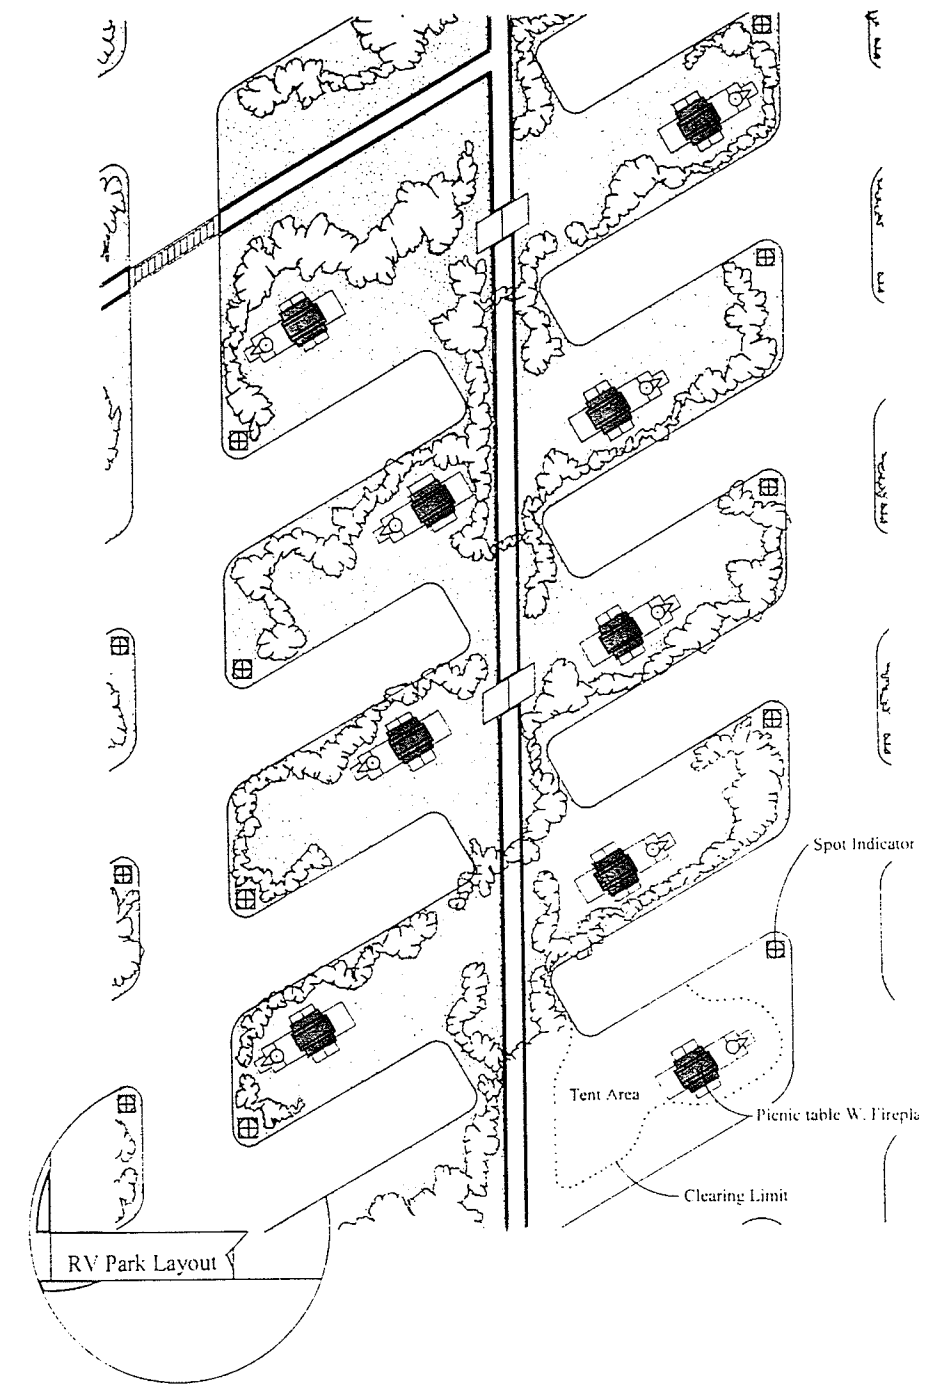 Spot Indicator
Tent Area
Picnic table W. Firepla
Clearing Limit
RV Park Layout